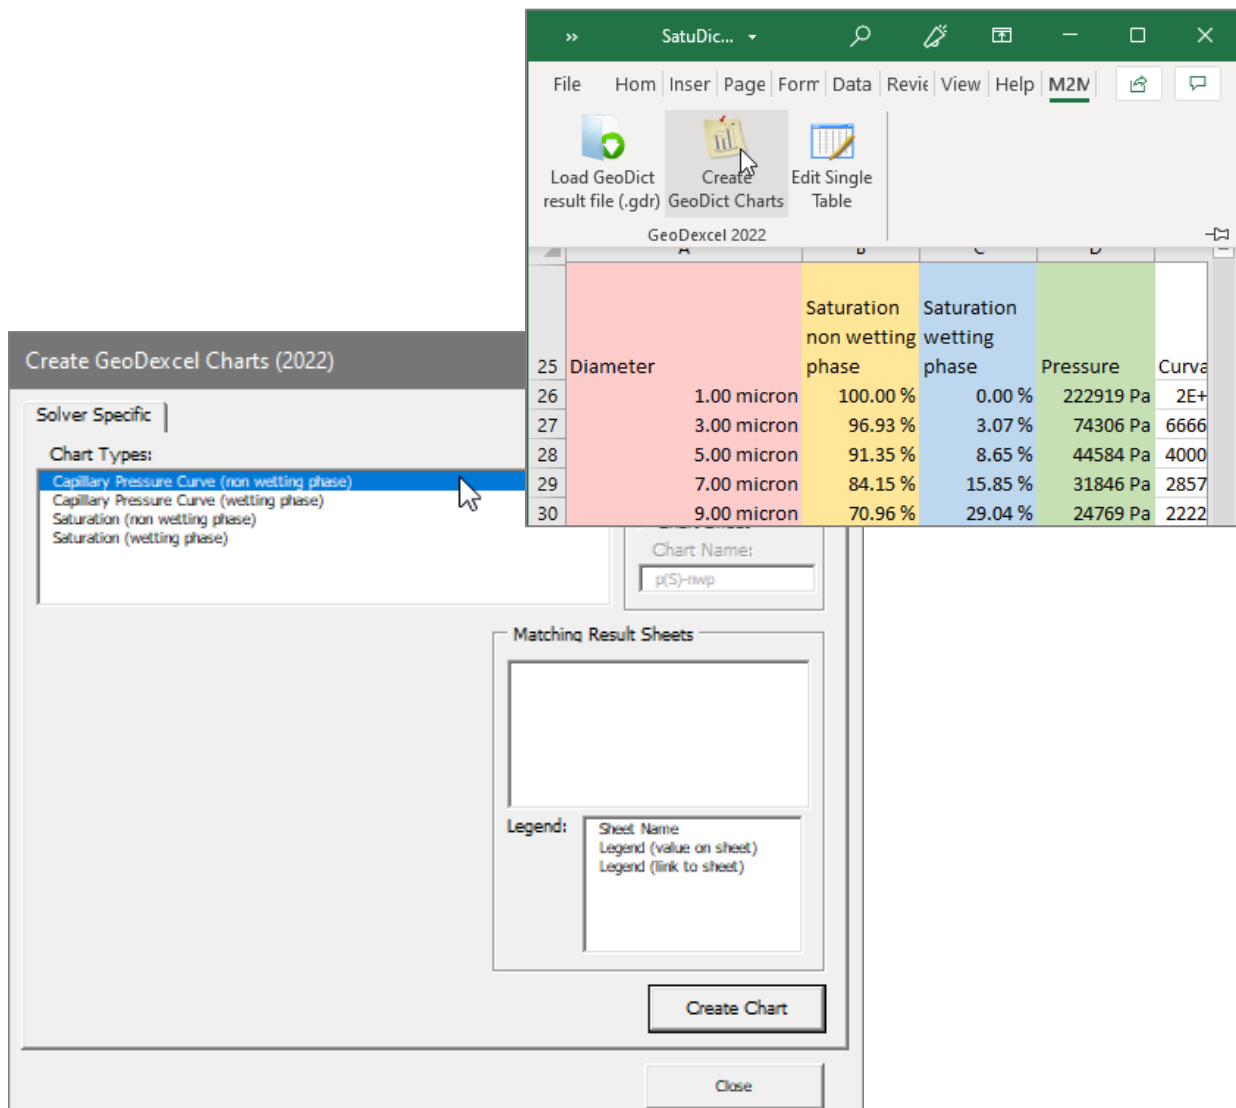 » SatuDic...
File Hom Inser Page Form Data Revie View Help M2M
Load GeoDict Create Edit Single
result file (.gdr) GeoDict Charts Table
GeoDexcel 2022
Saturation Saturation
non wetting wetting
25 Diameter phase phase Pressure Curva
26 1.00 micron 100.00 % 0.00 % 222919 Pa 2E+
27 3.00 micron 96.93 % 3.07 % 74306 Pa 6666
28 5.00 micron 91.35 % 8.65 % 44584 Pa 4000
29 7.00 micron 84.15 % 15.85 % 31846 Pa 2857
30 9.00 micron 70.96 % 29.04 % 24769 Pa 2222
Create GeoDexcel Charts (2022)
Solver Specific
Chart Types:
Capillary Pressure Curve (non wetting phase)
Capillary Pressure Curve (wetting phase)
Saturation (non wetting phase)
Saturation (wetting phase)
Chart Name:
p(S)-nwp
Matching Result Sheets
Legend:
Sheet Name
Legend (value on sheet)
Legend (link to sheet)
Create Chart
Close